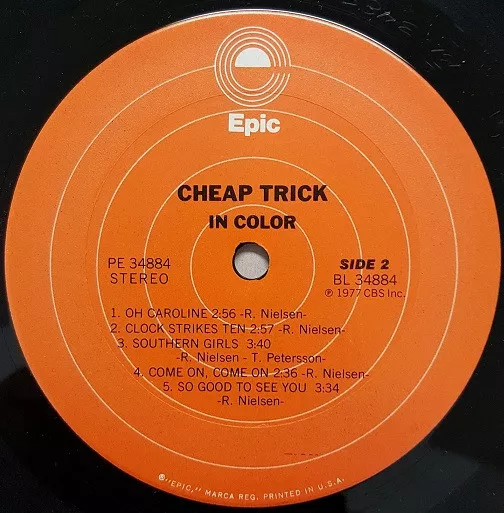 Epic
CHEAP TRICK
IN COLOR
PE 34884
STEREO
SIDE 2
BL 34884
℗ 1977 CBS Inc.
1. OH CAROLINE 2:56 -R. Nielsen-
2. CLOCK STRIKES TEN 2:57 -R. Nielsen-
3. SOUTHERN GIRLS 3:40
-R. Nielsen - T. Petersson-
4. COME ON, COME ON 2:36 -R. Nielsen-
5. SO GOOD TO SEE YOU 3:34
-R. Nielsen-
®"EPIC," MARCA REG. PRINTED IN U.S.A.